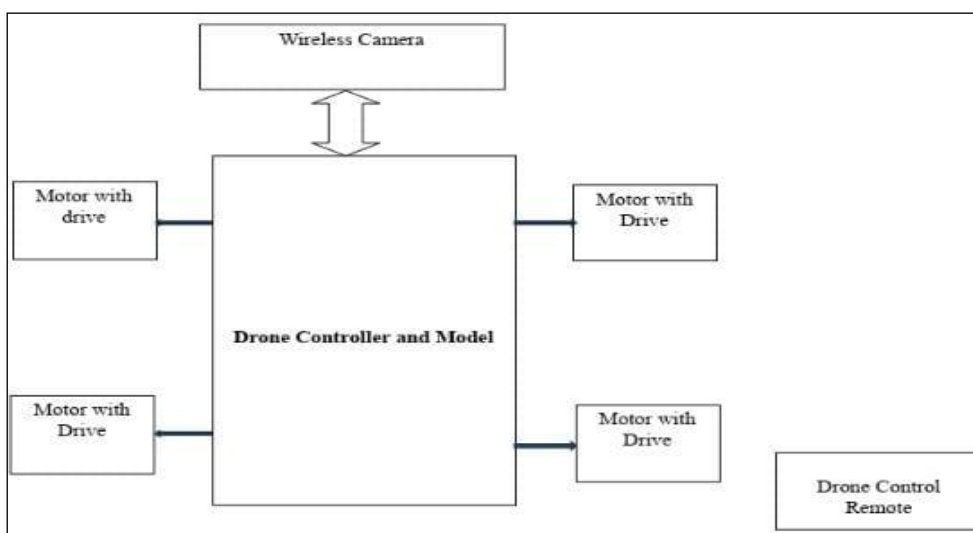 Wireless Camera
Motor with
drive
Motor with
Drive
Drone Controller and Model
Motor with
Drive
Motor with
Drive
Drone Control
Remote